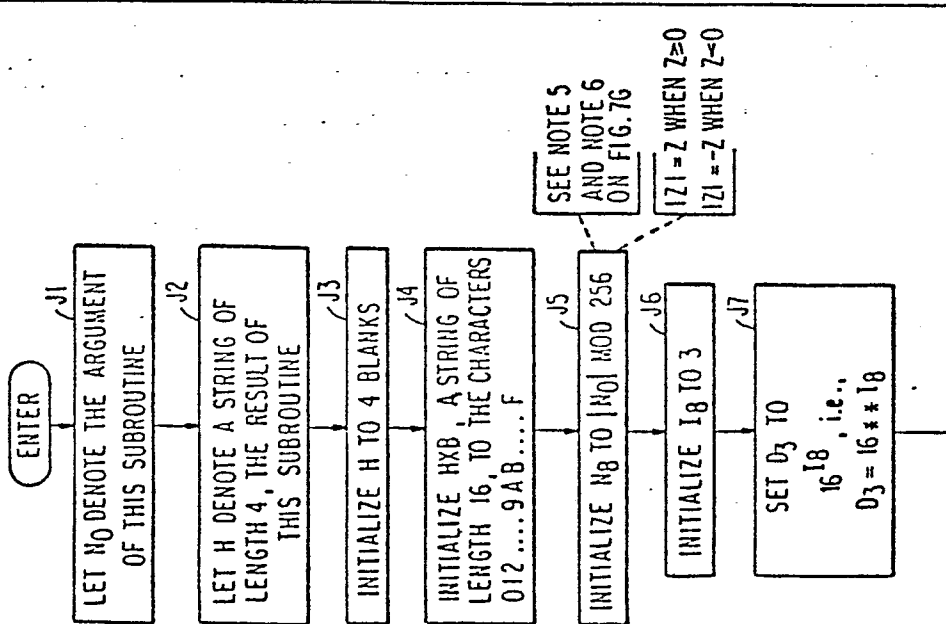 ENTER
J1
LET N0 DENOTE THE ARGUMENT
OF THIS SUBROUTINE
J2
LET H DENOTE A STRING OF
LENGTH 4, THE RESULT OF
THIS SUBROUTINE
J3
INITIALIZE H TO 4 BLANKS
J4
INITIALIZE HXB, A STRING OF
LENGTH 16, TO THE CHARACTERS
012....9AB....F
J5
INITIALIZE N8 TO |N0| MOD 256
SEE NOTE 5
AND NOTE 6
ON FIG. 7G
|Z| = Z WHEN Z≥0
|Z| = -Z WHEN Z<0
J6
INITIALIZE I8 TO 3
J7
SET D3 TO
16^I8, i.e.,
D3 = 16 ** I8